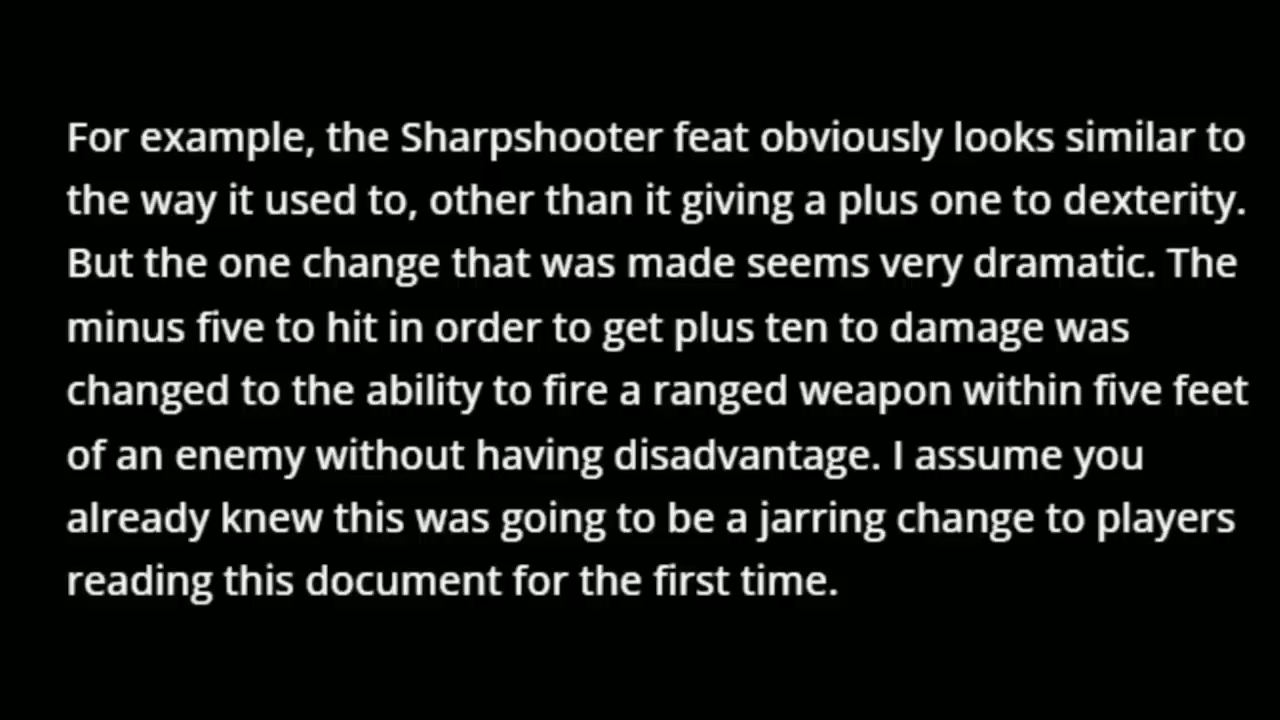 For example, the Sharpshooter feat obviously looks similar to
the way it used to, other than it giving a plus one to dexterity.
But the one change that was made seems very dramatic. The
minus five to hit in order to get plus ten to damage was
changed to the ability to fire a ranged weapon within five feet
of an enemy without having disadvantage. I assume you
already knew this was going to be a jarring change to players
reading this document for the first time.